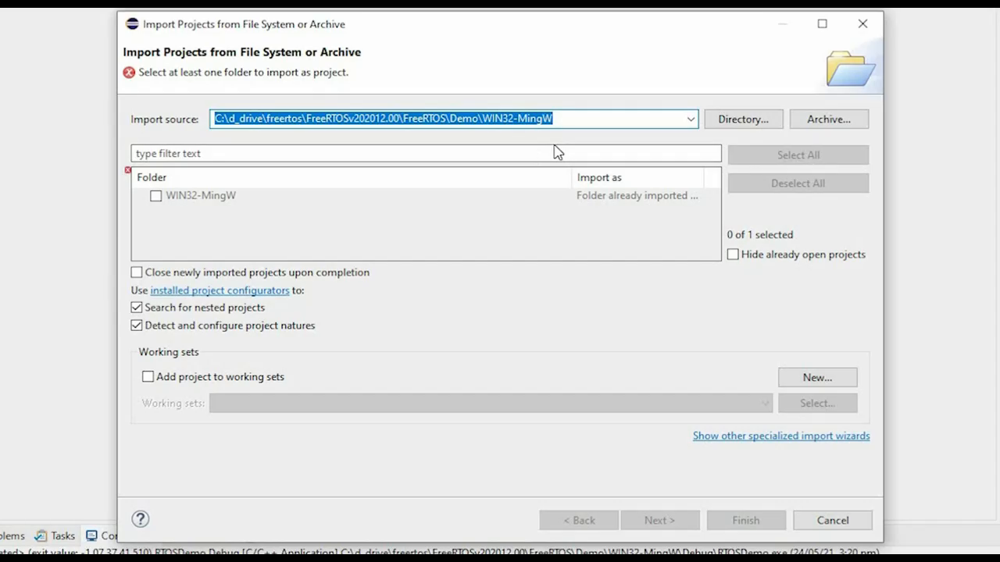 Import Projects from File System or Archive
Import Projects from File System or Archive
Select at least one folder to import as project.
Import source: C:\d_drive\freertos\FreeRTOSv202012.00\FreeRTOS\Demo\WIN32-MingW Directory... Archive...
type filter text Select All
Folder Import as Deselect All
WIN32-MingW Folder already imported ...
0 of 1 selected
Hide already open projects
Close newly imported projects upon completion
Use installed project configurators to:
Search for nested projects
Detect and configure project natures
Working sets
Add project to working sets New...
Working sets: Select...
Show other specialized import wizards
? < Back Next > Finish Cancel
blems Tasks Co
ted> (exit value: -1,07,37,41,510) RTOSDemo Debug [C/C++ Application] C:\d_drive\freertos\FreeRTOSv202012.00\FreeRTOS\Demo\WIN32-MingW\Debug\RTOSDemo.exe (24/05/21, 3:20 pm)